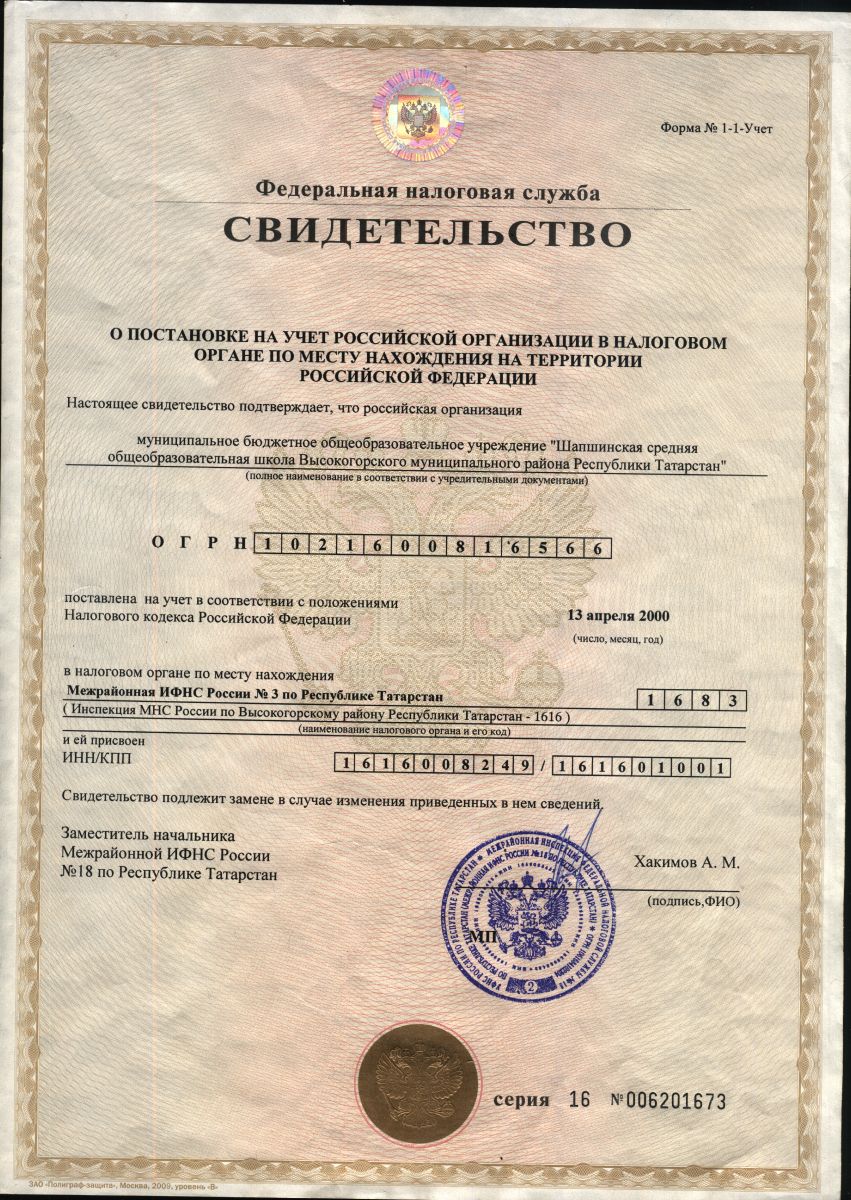 Форма № 1-1-Учет
Федеральная налоговая служба
СВИДЕТЕЛЬСТВО
О ПОСТАНОВКЕ НА УЧЕТ РОССИЙСКОЙ ОРГАНИЗАЦИИ В НАЛОГОВОМ
ОРГАНЕ ПО МЕСТУ НАХОЖДЕНИЯ НА ТЕРРИТОРИИ
РОССИЙСКОЙ ФЕДЕРАЦИИ
Настоящее свидетельство подтверждает, что российская организация
муниципальное бюджетное общеобразовательное учреждение "Шапшинская средняя
общеобразовательная школа Высокогорского муниципального района Республики Татарстан"
(полное наименование в соответствии с учредительными документами)
О Г Р Н 1 0 2 1 6 0 0 8 1 6 5 6 6
поставлена на учет в соответствии с положениями
Налогового кодекса Российской Федерации 13 апреля 2000
(число, месяц, год)
в налоговом органе по месту нахождения
Межрайонная ИФНС России № 3 по Республике Татарстан 1 6 8 3
( Инспекция МНС России по Высокогорскому району Республики Татарстан - 1616 )
(наименование налогового органа и его код)
и ей присвоен
ИНН/КПП 1 6 1 6 0 0 8 2 4 9 / 1 6 1 6 0 1 0 0 1
Свидетельство подлежит замене в случае изменения приведенных в нем сведений.
Заместитель начальника
Межрайонной ИФНС России
№18 по Республике Татарстан
Хакимов А. М.
(подпись,ФИО)
МП
2
серия 16 №006201673
ЗАО «Полиграф-защита», Москва, 2009, уровень «В»